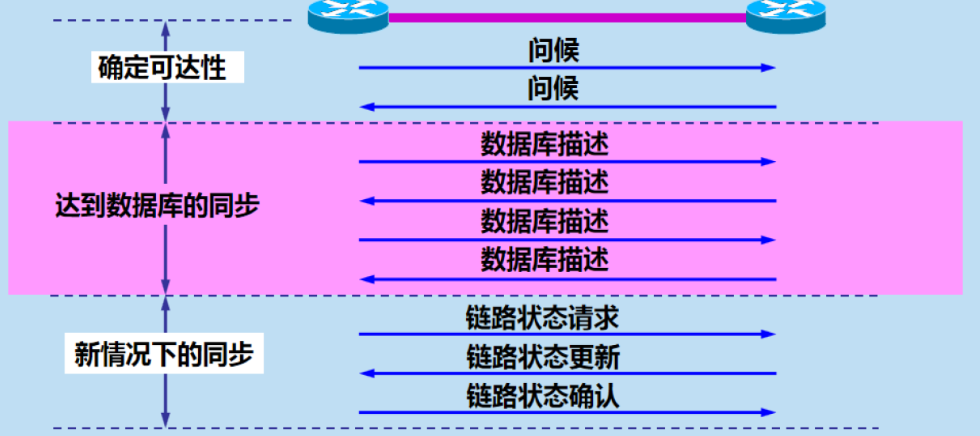 问候
确定可达性
问候
数据库描述
数据库描述
达到数据库的同步
数据库描述
数据库描述
链路状态请求
新情况下的同步
链路状态更新
链路状态确认